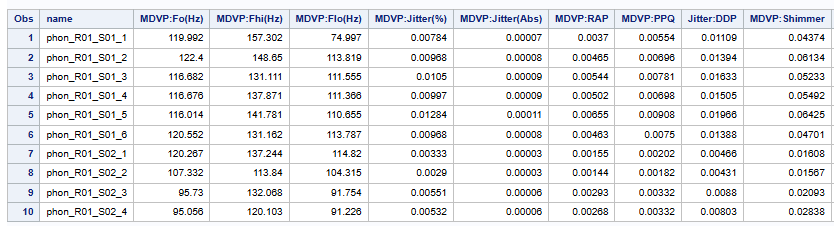 Obs name MDVP:Fo(Hz) MDVP:Fhi(Hz) MDVP:Flo(Hz) MDVP:Jitter(%) MDVP:Jitter(Abs) MDVP:RAP MDVP:PPQ Jitter:DDP MDVP:Shimmer
1 phon_R01_S01_1 119.992 157.302 74.997 0.00784 0.00007 0.0037 0.00554 0.01109 0.04374
2 phon_R01_S01_2 122.4 148.65 113.819 0.00968 0.00008 0.00465 0.00696 0.01394 0.06134
3 phon_R01_S01_3 116.682 131.111 111.555 0.0105 0.00009 0.00544 0.00781 0.01633 0.05233
4 phon_R01_S01_4 116.676 137.871 111.366 0.00997 0.00009 0.00502 0.00698 0.01505 0.05492
5 phon_R01_S01_5 116.014 141.781 110.655 0.01284 0.00011 0.00655 0.00908 0.01966 0.06425
6 phon_R01_S01_6 120.552 131.162 113.787 0.00968 0.00008 0.00463 0.0075 0.01388 0.04701
7 phon_R01_S02_1 120.267 137.244 114.82 0.00333 0.00003 0.00155 0.00202 0.00466 0.01608
8 phon_R01_S02_2 107.332 113.84 104.315 0.0029 0.00003 0.00144 0.00182 0.00431 0.01567
9 phon_R01_S02_3 95.73 132.068 91.754 0.00551 0.00006 0.00293 0.00332 0.0088 0.02093
10 phon_R01_S02_4 95.056 120.103 91.226 0.00532 0.00006 0.00268 0.00332 0.00803 0.02838